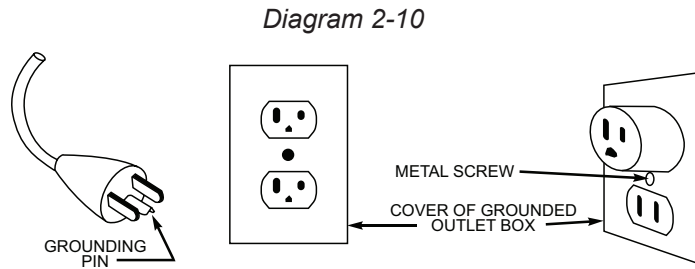 Diagram 2-10
METAL SCREW
COVER OF GROUNDED
OUTLET BOX
GROUNDING
PIN